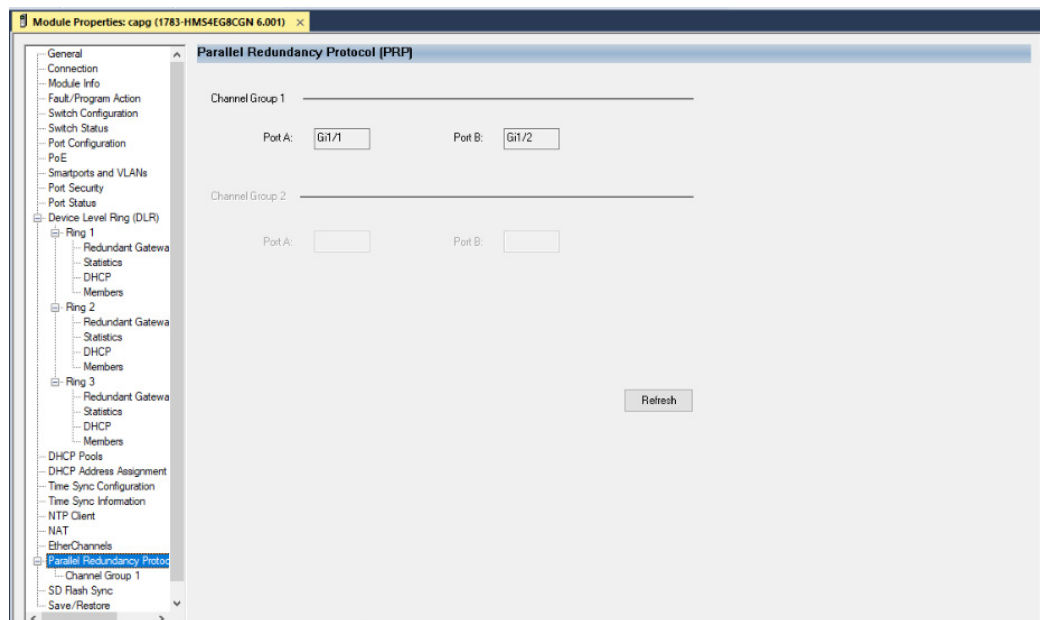 Module Properties: capg (1783-HMS4EG8CGN 6.001) ×
General
Connection
Module Info
Fault/Program Action
Switch Configuration
Switch Status
Port Configuration
PoE
Smartports and VLANs
Port Security
Port Status
Device Level Ring (DLR)
Ring 1
Redundant Gatewa
Statistics
DHCP
Members
Ring 2
Redundant Gatewa
Statistics
DHCP
Members
Ring 3
Redundant Gatewa
Statistics
DHCP
Members
DHCP Pools
DHCP Address Assignment
Time Sync Configuration
Time Sync Information
NTP Client
NAT
EtherChannels
Parallel Redundancy Protoc
Channel Group 1
SD Flash Sync
Save/Restore
Parallel Redundancy Protocol (PRP)
Channel Group 1
Port A: Gi1/1 Port B: Gi1/2
Channel Group 2
Port A: Port B:
Refresh